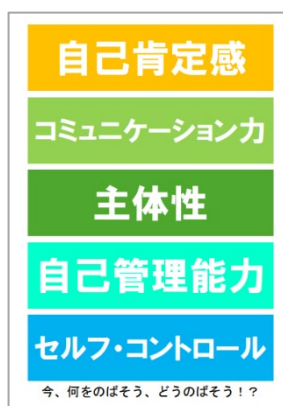 自己肯定感
コミュニケーション力
主体性
自己管理能力
セルフ・コントロール
今、何をのばそう、どうのばそう！？